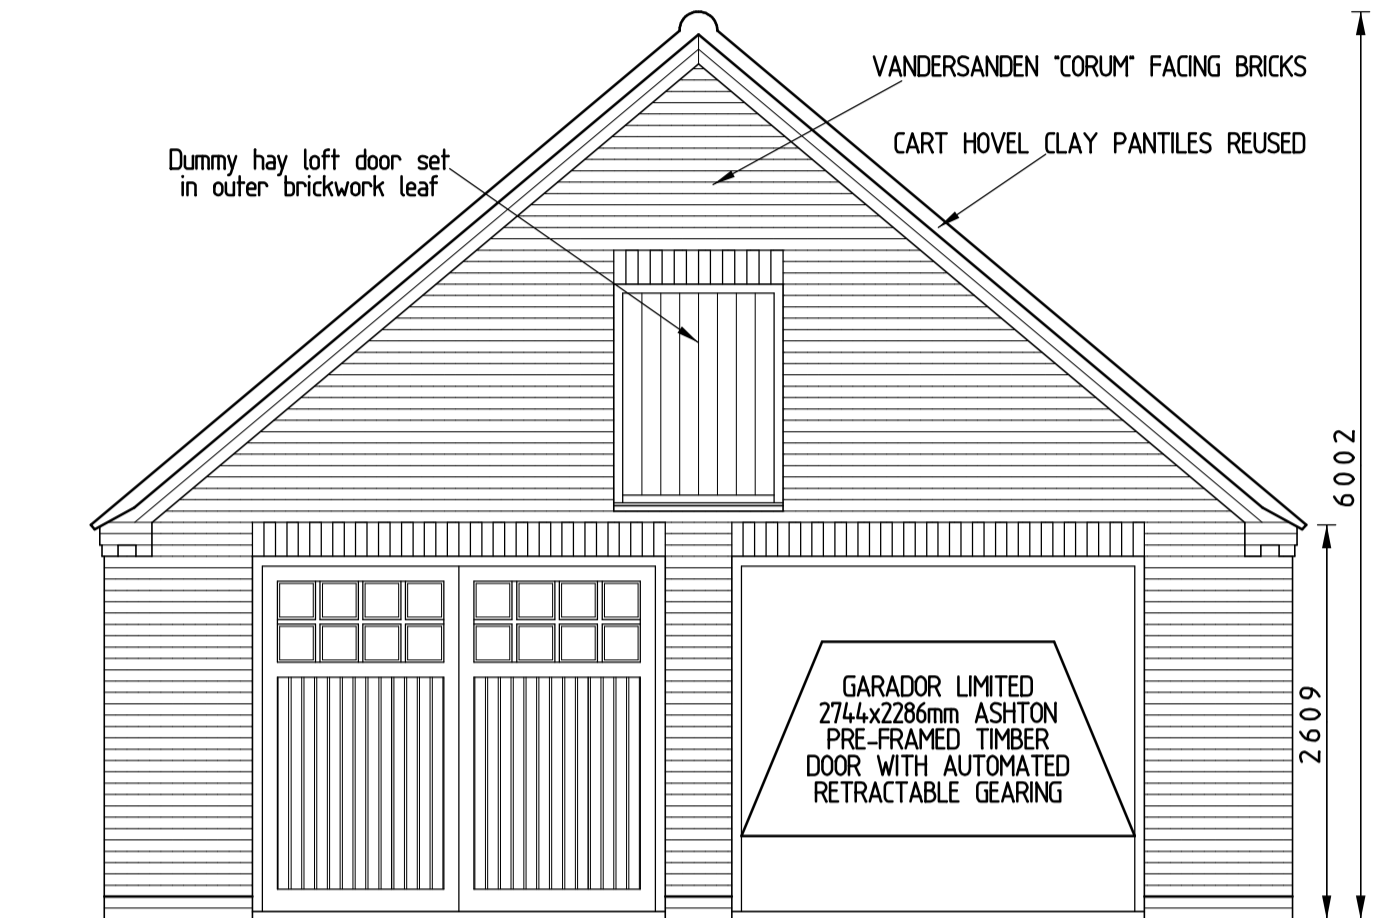 VANDERSANDEN "CORUM" FACING BRICKS
CART HOVEL CLAY PANTILES REUSED
Dummy hay loft door set
in outer brickwork leaf
6002
2609
GARADOR LIMITED
2744x2286mm ASHTON
PRE-FRAMED TIMBER
DOOR WITH AUTOMATED
RETRACTABLE GEARING